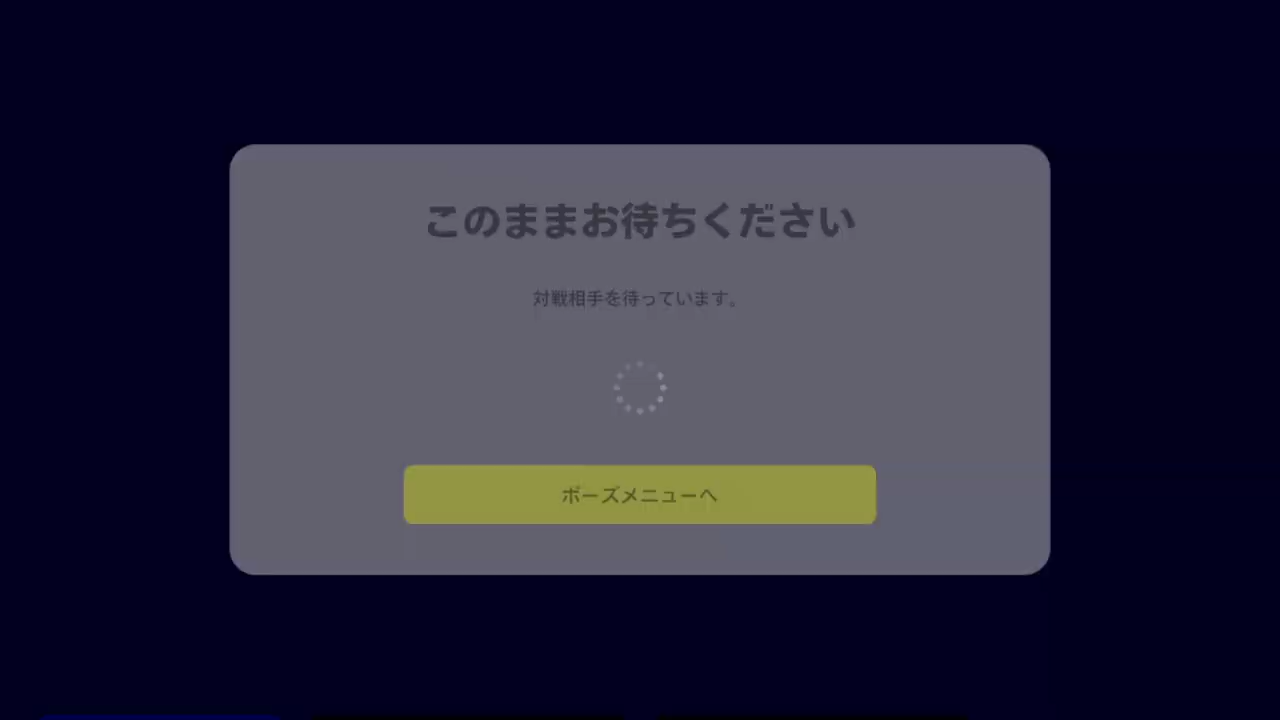 このままお待ちください
対戦相手を待っています。
ポーズメニューへ